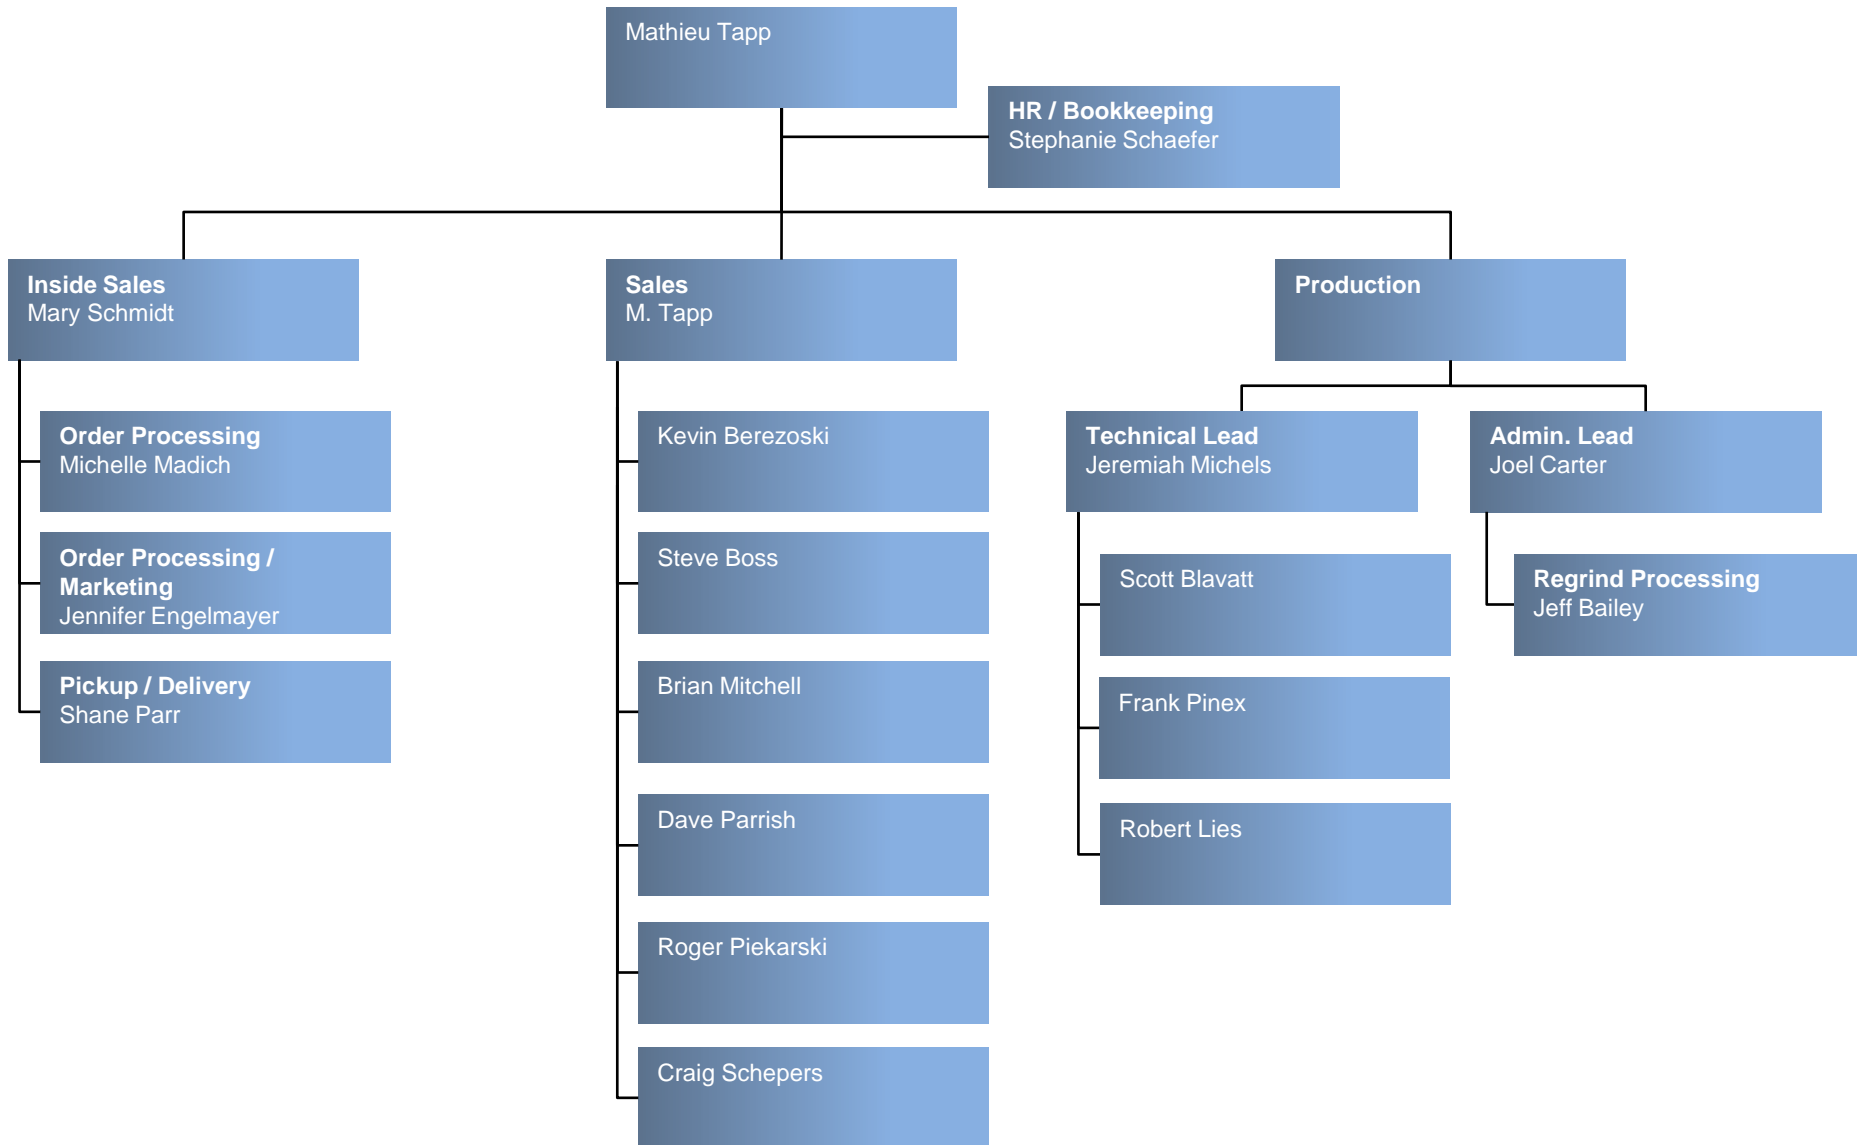 Mathieu Tapp
HR / Bookkeeping
Stephanie Schaefer
Inside Sales
Mary Schmidt
Sales
M. Tapp
Production
Order Processing
Michelle Madich
Order Processing /
Marketing
Jennifer Engelmayer
Pickup / Delivery
Shane Parr
Kevin Berezoski
Steve Boss
Brian Mitchell
Dave Parrish
Roger Piekarski
Craig Schepers
Technical Lead
Jeremiah Michels
Scott Blavatt
Frank Pinex
Robert Lies
Admin. Lead
Joel Carter
Regrind Processing
Jeff Bailey